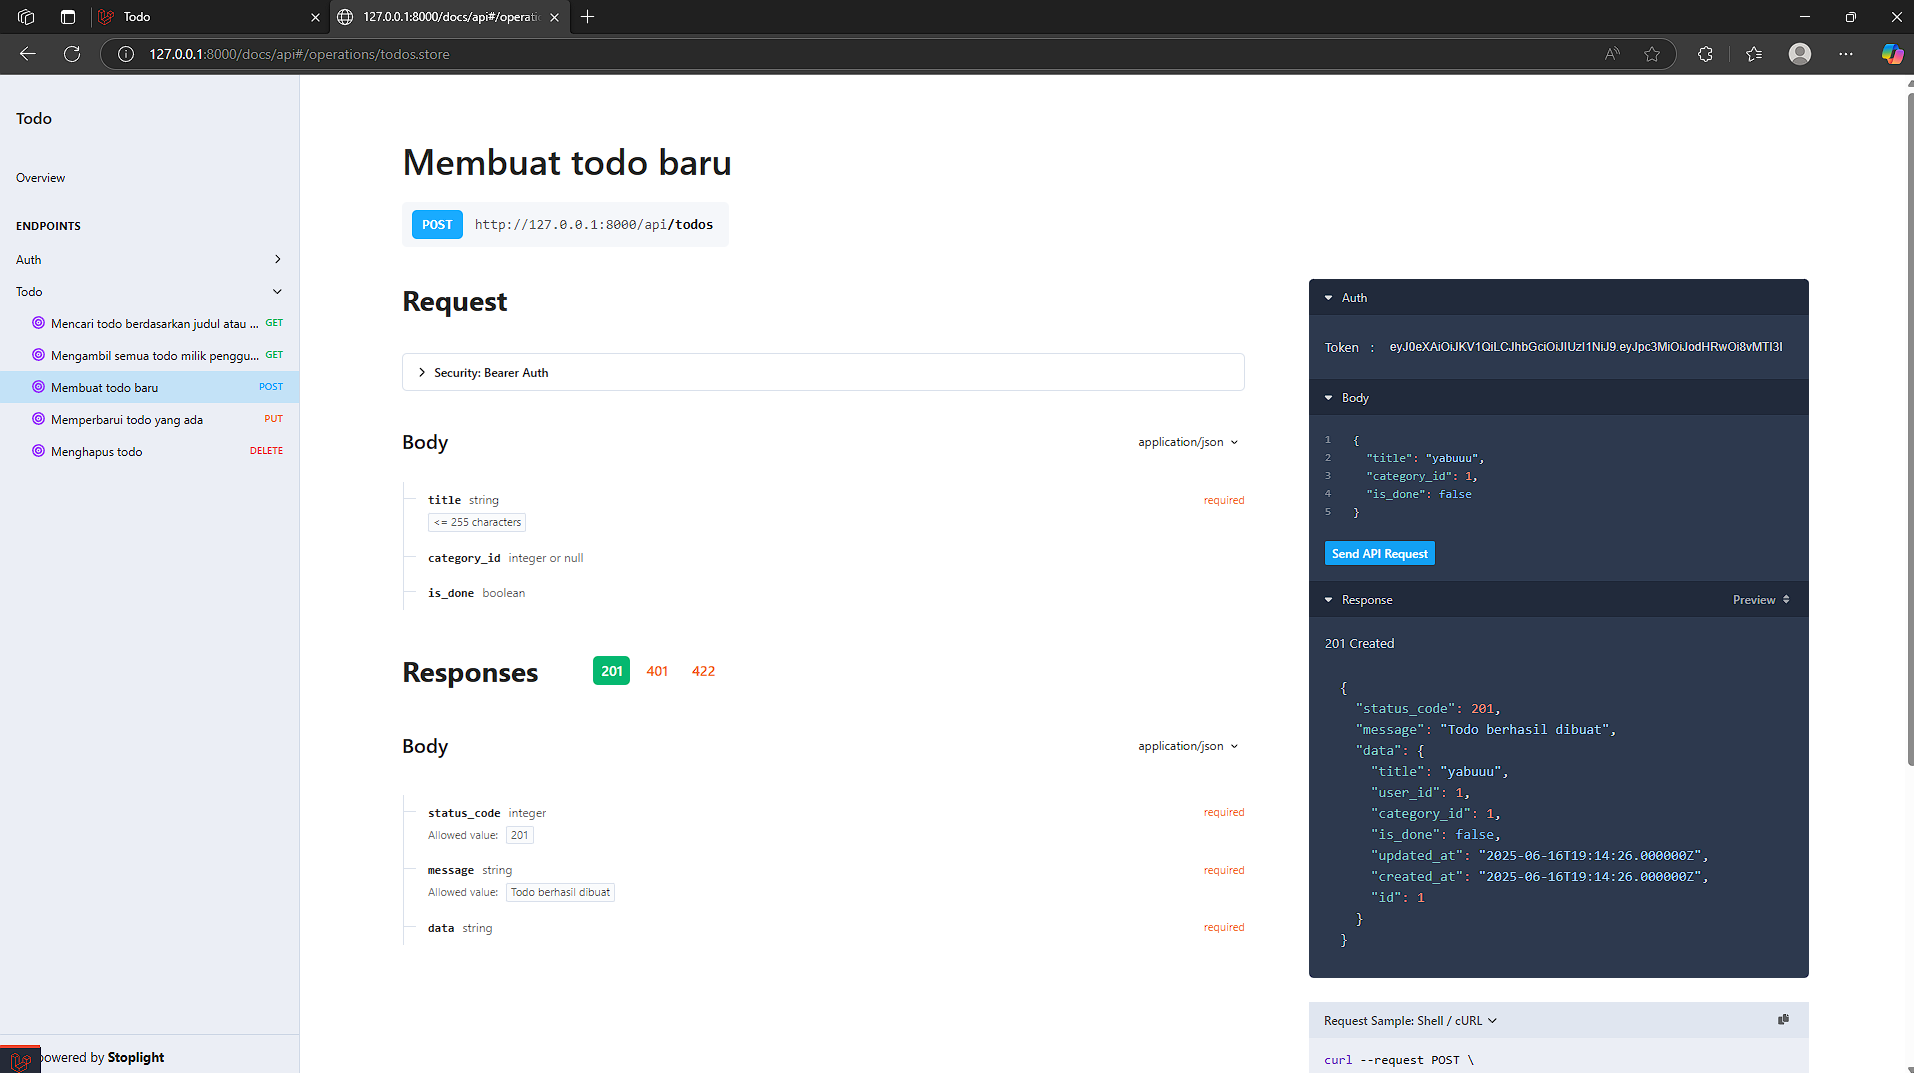 Todo
127.0.0.1:8000/docs/api#/operati
127.0.0.1:8000/docs/api#/operations/todos.store
Todo
Overview
ENDPOINTS
Auth
Todo
Mencari todo berdasarkan judul atau ... GET
Mengambil semua todo milik penggu... GET
Membuat todo baru POST
Memperbarui todo yang ada PUT
Menghapus todo DELETE
powered by Stoplight
Membuat todo baru
POST http://127.0.0.1:8000/api/todos
Request
Security: Bearer Auth
Body application/json
title string required
<= 255 characters
category_id integer or null
is_done boolean
Responses 201 401 422
Body application/json
status_code integer required
Allowed value: 201
message string required
Allowed value: Todo berhasil dibuat
data string required
Auth
Token : eyJ0eXAiOiJKV1QiLCJhbGciOiJIUzI1NiJ9.eyJpc3MiOiJodHRwOi8vMTI3I
Body
1 {
2 "title": "yabuuu",
3 "category_id": 1,
4 "is_done": false
5 }
Send API Request
Response Preview
201 Created
{
"status_code": 201,
"message": "Todo berhasil dibuat",
"data": {
"title": "yabuuu",
"user_id": 1,
"category_id": 1,
"is_done": false,
"updated_at": "2025-06-16T19:14:26.000000Z",
"created_at": "2025-06-16T19:14:26.000000Z",
"id": 1
}
}
Request Sample: Shell / cURL
curl --request POST \